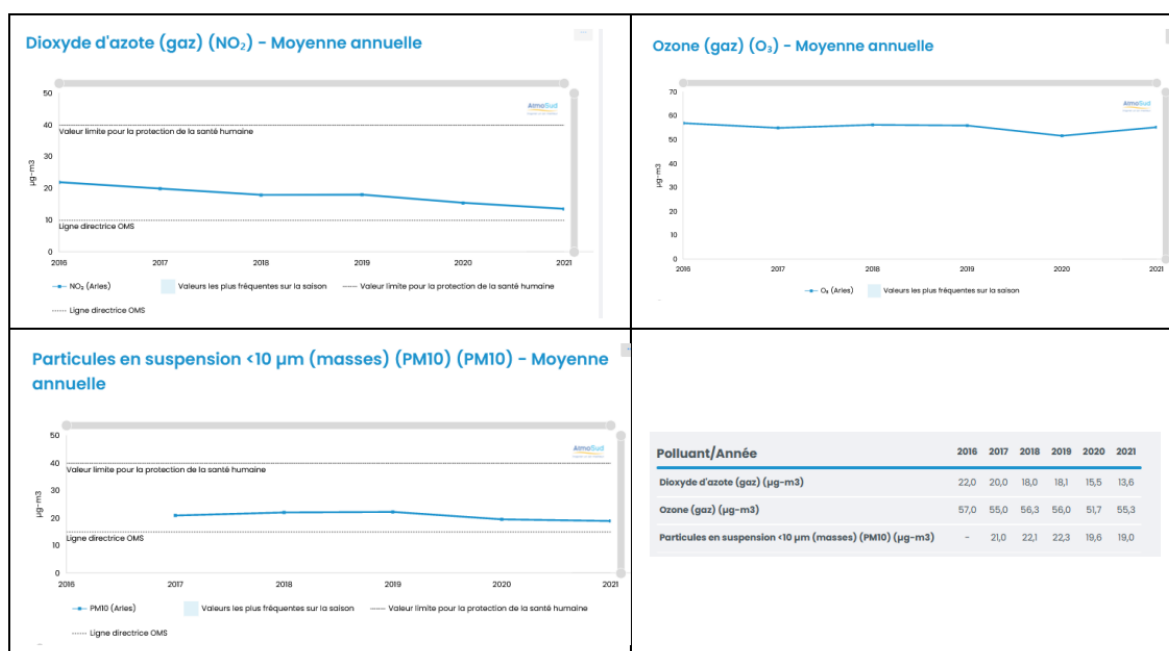 Dioxyde d'azote (gaz) (NO₂) - Moyenne annuelle
AtmoSud
50
Valeur limite pour la protection de la santé humaine
40
30
µg-m3
20
10
Ligne directrice OMS
0
2016 2017 2018 2019 2020 2021
NO₂ (Arles) Valeurs les plus fréquentes sur la saison Valeur limite pour la protection de la santé humaine
Ligne directrice OMS
Ozone (gaz) (O₃) - Moyenne annuelle
AtmoSud
70
60
50
40
µg-m3
30
20
10
0
2016 2017 2018 2019 2020 2021
O₃ (Arles) Valeurs les plus fréquentes sur la saison
Particules en suspension <10 µm (masses) (PM10) (PM10) - Moyenne
annuelle
AtmoSud
50
40
Valeur limite pour la protection de la santé humaine
30
µg-m3
20
Ligne directrice OMS
10
0
2016 2017 2018 2019 2020 2021
PM10 (Arles) Valeurs les plus fréquentes sur la saison Valeur limite pour la protection de la santé humaine
Ligne directrice OMS
Polluant/Année 2016 2017 2018 2019 2020 2021
Dioxyde d'azote (gaz) (µg-m3) 22,0 20,0 18,0 18,1 15,5 13,6
Ozone (gaz) (µg-m3) 57,0 55,0 56,3 56,0 51,7 55,3
Particules en suspension <10 µm (masses) (PM10) (µg-m3) - 21,0 22,1 22,3 19,6 19,0